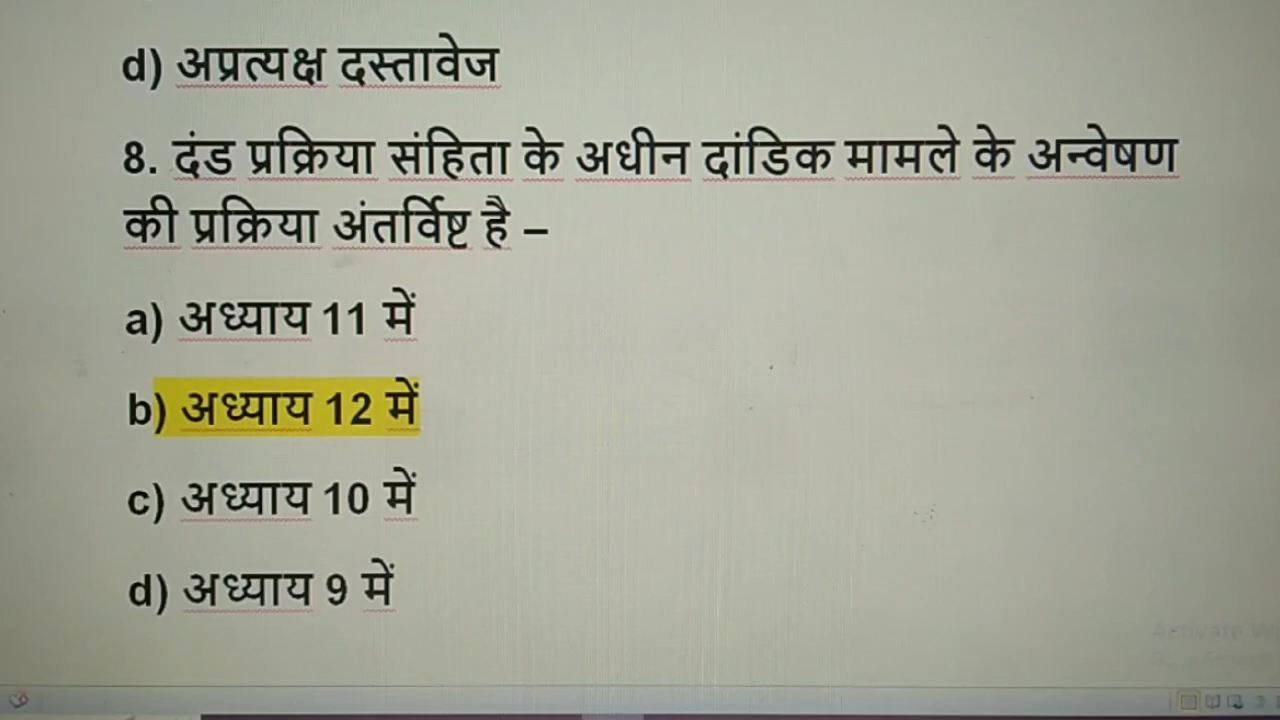 d) अप्रत्यक्ष दस्तावेज
8. दंड प्रक्रिया संहिता के अधीन दांडिक मामले के अन्वेषण
की प्रक्रिया अंतर्विष्ट है –
a) अध्याय 11 में
b) अध्याय 12 में
c) अध्याय 10 में
d) अध्याय 9 में